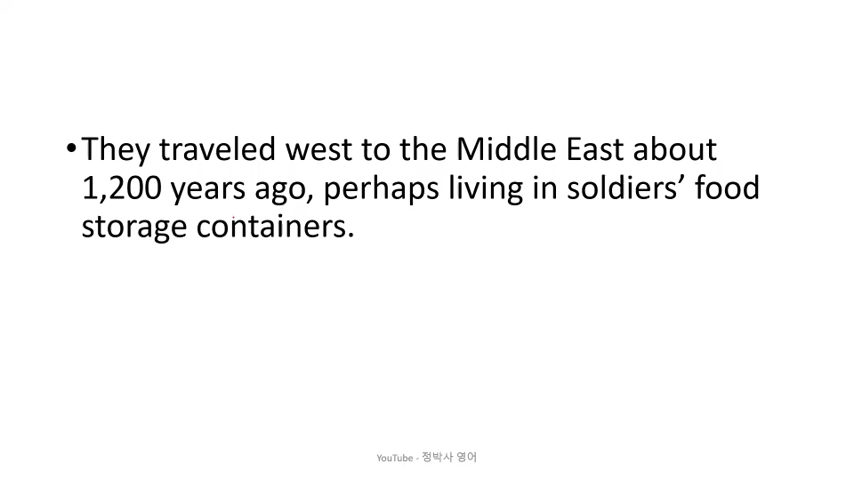 •They traveled west to the Middle East about
1,200 years ago, perhaps living in soldiers’ food
storage containers.
YouTube - 정박사 영어